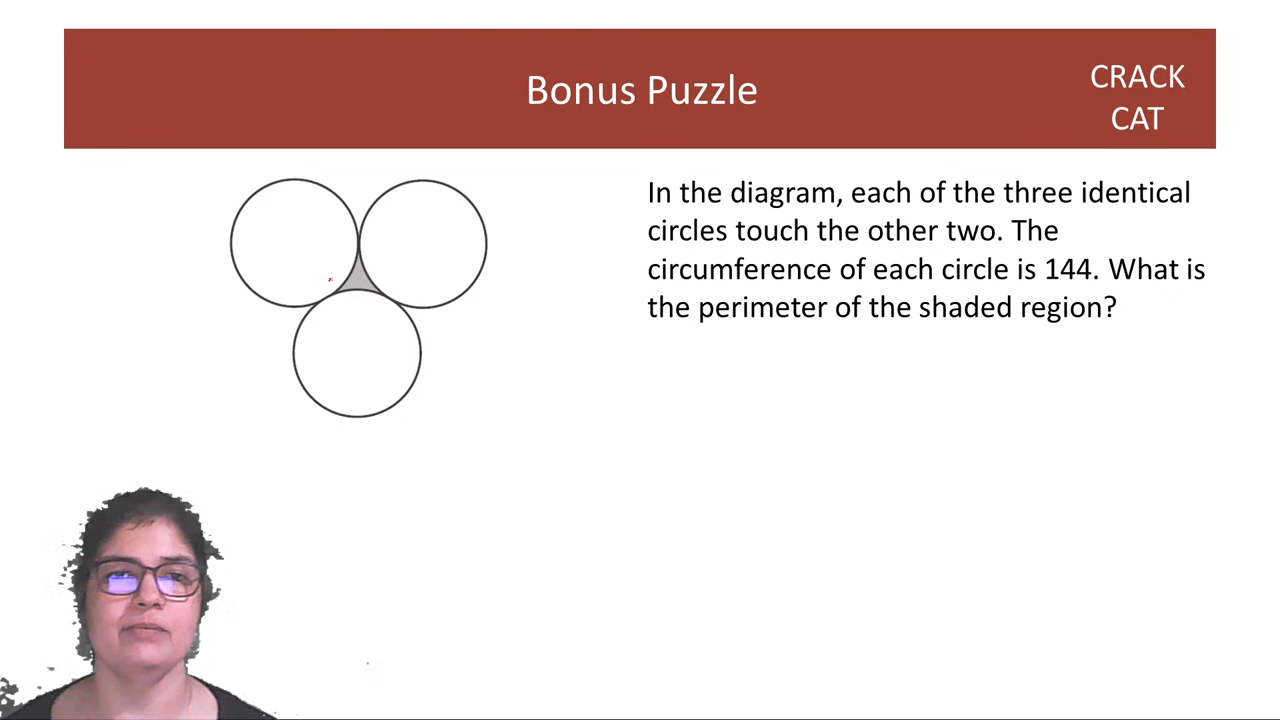 Bonus Puzzle
CRACK
CAT
In the diagram, each of the three identical
circles touch the other two. The
circumference of each circle is 144. What is
the perimeter of the shaded region?